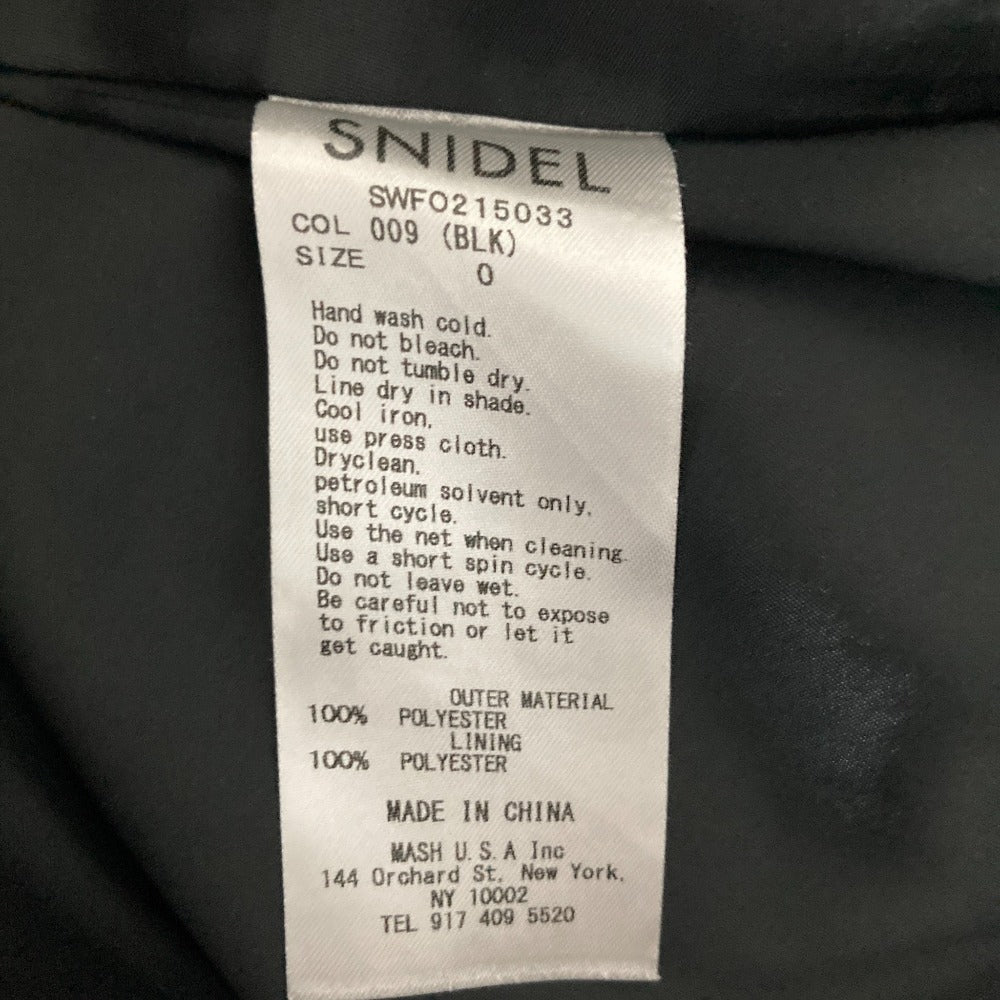 SNIDEL
SWFO215033
COL 009 (BLK)
SIZE 0
Hand wash cold.
Do not bleach.
Do not tumble dry.
Line dry in shade.
Cool iron,
use press cloth.
Dryclean,
petroleum solvent only,
short cycle.
Use the net when cleaning.
Use a short spin cycle.
Do not leave wet.
Be careful not to expose
to friction or let it
get caught.
OUTER MATERIAL
100% POLYESTER
LINING
100% POLYESTER
MADE IN CHINA
MASH U.S.A Inc
144 Orchard St. New York,
NY 10002
TEL 917 409 5520